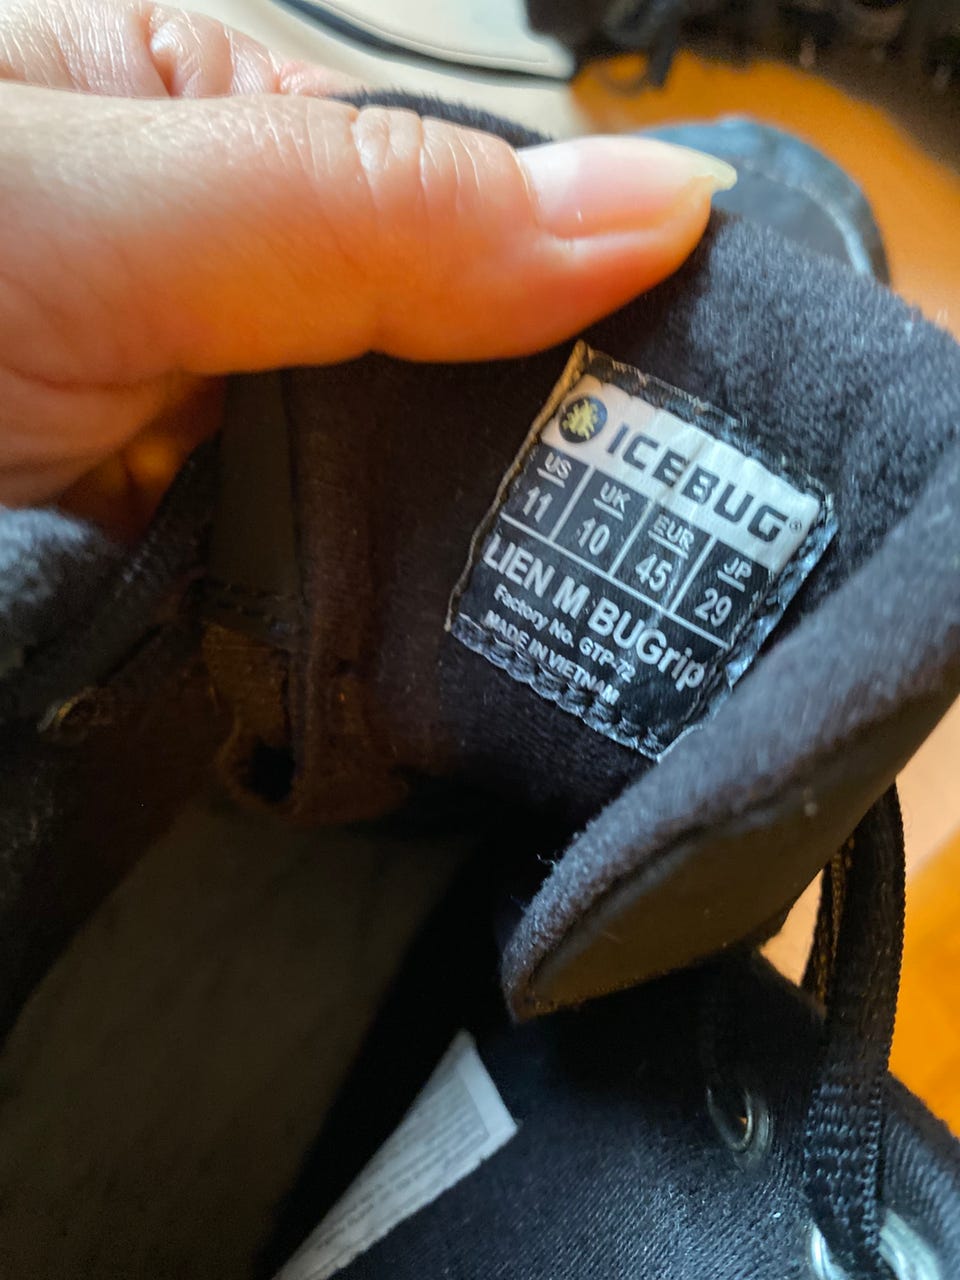 ICEBUG®
US UK EUR JP
11 10 45 29
LIEN M BUGrip
Factory No. GTP-72
MADE IN VIETNAM